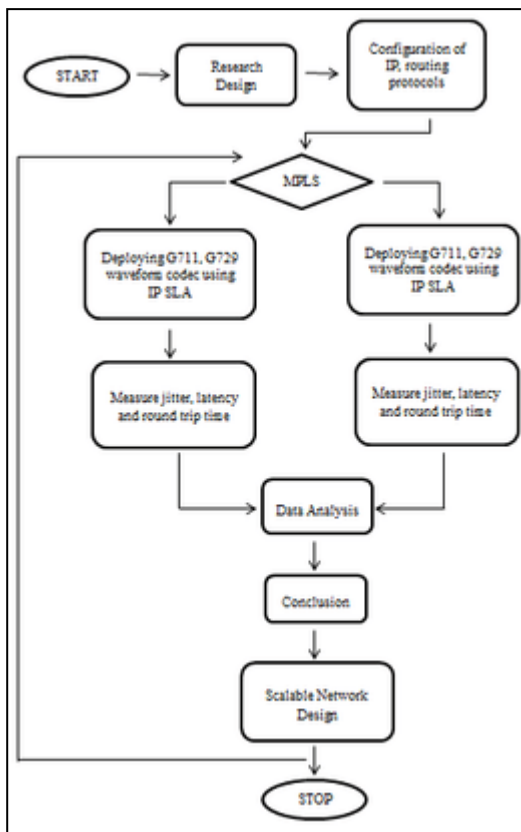 START
Research
Design
Configuration of
IP, routing
protocols
MPLS
Deploying G711, G729
waveform codec using
IP SLA
Deploying G711, G729
waveform codec using
IP SLA
Measure jitter, latency
and round trip time
Measure jitter, latency
and round trip time
Data Analysis
Conclusion
Scalable Network
Design
STOP